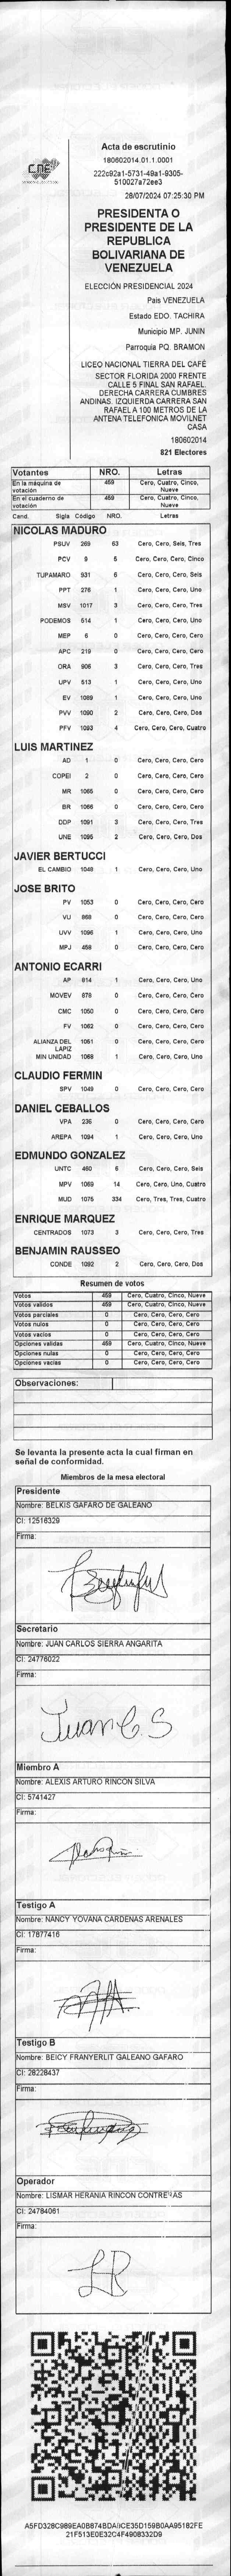 CNE
Acta de escrutinio
180602014.01.1.0001
222c92a1-5731-49a1-9305-
510027a72ee3
28/07/2024 07:25:30 PM
PRESIDENTA O
PRESIDENTE DE LA
REPUBLICA
BOLIVARIANA DE
VENEZUELA
ELECCIÓN PRESIDENCIAL 2024
Pais VENEZUELA
Estado EDO. TACHIRA
Municipio MP. JUNIN
Parroquia PQ. BRAMON
LICEO NACIONAL TIERRA DEL CAFÉ
SECTOR FLORIDA 2000 FRENTE
CALLE 5 FINAL SAN RAFAEL.
DERECHA CARRERA CUMBRES
ANDINAS. IZQUIERDA CARRERA SAN
RAFAEL A 100 METROS DE LA
ANTENA TELEFONICA MOVILNET
CASA
180602014
821 Electores
Votantes NRO. Letras
En la máquina de votación 459 Cero, Cuatro, Cinco, Nueve
En el cuaderno de votación 459 Cero, Cuatro, Cinco, Nueve
Cand. Sigla Código NRO. Letras
NICOLAS MADURO
PSUV 269 63 Cero, Cero, Seis, Tres
PCV 9 5 Cero, Cero, Cero, Cinco
TUPAMARO 931 6 Cero, Cero, Cero, Seis
PPT 276 1 Cero, Cero, Cero, Uno
MSV 1017 3 Cero, Cero, Cero, Tres
PODEMOS 514 1 Cero, Cero, Cero, Uno
MEP 6 0 Cero, Cero, Cero, Cero
APC 219 0 Cero, Cero, Cero, Cero
ORA 906 3 Cero, Cero, Cero, Tres
UPV 513 1 Cero, Cero, Cero, Uno
EV 1089 1 Cero, Cero, Cero, Uno
PVV 1090 2 Cero, Cero, Cero, Dos
PFV 1093 4 Cero, Cero, Cero, Cuatro
LUIS MARTINEZ
AD 1 0 Cero, Cero, Cero, Cero
COPEI 2 0 Cero, Cero, Cero, Cero
MR 1065 0 Cero, Cero, Cero, Cero
BR 1066 0 Cero, Cero, Cero, Cero
DDP 1091 3 Cero, Cero, Cero, Tres
UNE 1095 2 Cero, Cero, Cero, Dos
JAVIER BERTUCCI
EL CAMBIO 1048 1 Cero, Cero, Cero, Uno
JOSE BRITO
PV 1053 0 Cero, Cero, Cero, Cero
VU 868 0 Cero, Cero, Cero, Cero
UVV 1096 1 Cero, Cero, Cero, Uno
MPJ 458 0 Cero, Cero, Cero, Cero
ANTONIO ECARRI
AP 814 1 Cero, Cero, Cero, Uno
MOVEV 878 0 Cero, Cero, Cero, Cero
CMC 1050 0 Cero, Cero, Cero, Cero
FV 1062 0 Cero, Cero, Cero, Cero
ALIANZA DEL LAPIZ 1051 0 Cero, Cero, Cero, Cero
MIN UNIDAD 1068 1 Cero, Cero, Cero, Uno
CLAUDIO FERMIN
SPV 1049 0 Cero, Cero, Cero, Cero
DANIEL CEBALLOS
VPA 236 0 Cero, Cero, Cero, Cero
AREPA 1094 1 Cero, Cero, Cero, Uno
EDMUNDO GONZALEZ
UNTC 460 6 Cero, Cero, Cero, Seis
MPV 1069 14 Cero, Cero, Uno, Cuatro
MUD 1075 334 Cero, Tres, Tres, Cuatro
ENRIQUE MARQUEZ
CENTRADOS 1073 3 Cero, Cero, Cero, Tres
BENJAMIN RAUSSEO
CONDE 1092 2 Cero, Cero, Cero, Dos
Resumen de votos
Votos 459 Cero, Cuatro, Cinco, Nueve
Votos validos 459 Cero, Cuatro, Cinco, Nueve
Votos parciales 0 Cero, Cero, Cero, Cero
Votos nulos 0 Cero, Cero, Cero, Cero
Votos vacios 0 Cero, Cero, Cero, Cero
Opciones validas 459 Cero, Cuatro, Cinco, Nueve
Opciones nulas 0 Cero, Cero, Cero, Cero
Opciones vacias 0 Cero, Cero, Cero, Cero
Observaciones:
Se levanta la presente acta la cual firman en
señal de conformidad.
Miembros de la mesa electoral
Presidente
Nombre: BELKIS GAFARO DE GALEANO
CI: 12516329
Firma:
Secretario
Nombre: JUAN CARLOS SIERRA ANGARITA
CI: 24776022
Firma:
Juan C. S
Miembro A
Nombre: ALEXIS ARTURO RINCON SILVA
CI: 5741427
Firma:
Testigo A
Nombre: NANCY YOVANA CARDENAS ARENALES
CI: 17877416
Firma:
Testigo B
Nombre: BEICY FRANYERLIT GALEANO GAFARO
CI: 28228437
Firma:
Operador
Nombre: LISMAR HERANIA RINCON
CI: 24784061
Firma:
LR
21F513E0E32C4F4908332D9